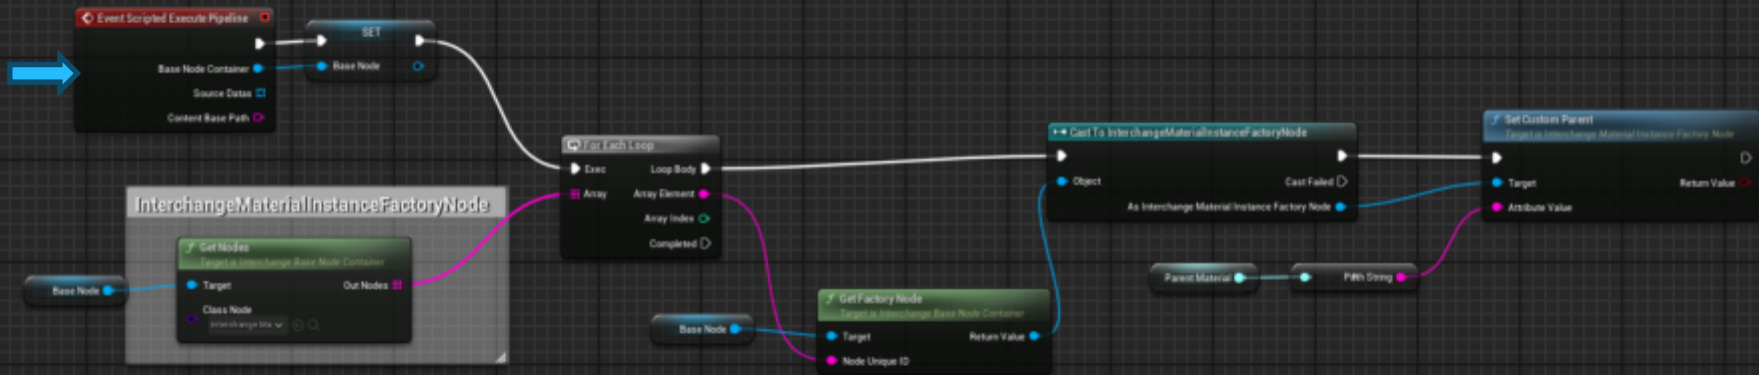 Event Scripted Execute Pipeline
Base Node Container
Source Datas
Content Base Path
SET
Base Node
For Each Loop
Exec
Loop Body
Array
Array Element
Array Index
Completed
InterchangeMaterialInstanceFactoryNode
Get Nodes
Target is Interchange Base Node Container
Target
Out Nodes
Class Node
Interchange Ma
Base Node
Base Node
Get Factory Node
Target is Interchange Base Node Container
Target
Return Value
Node Unique ID
Cast To InterchangeMaterialInstanceFactoryNode
Object
Cast Failed
As Interchange Material Instance Factory Node
Parent Material
Path String
Set Custom Parent
Target is Interchange Material Instance Factory Node
Target
Return Value
Attribute Value